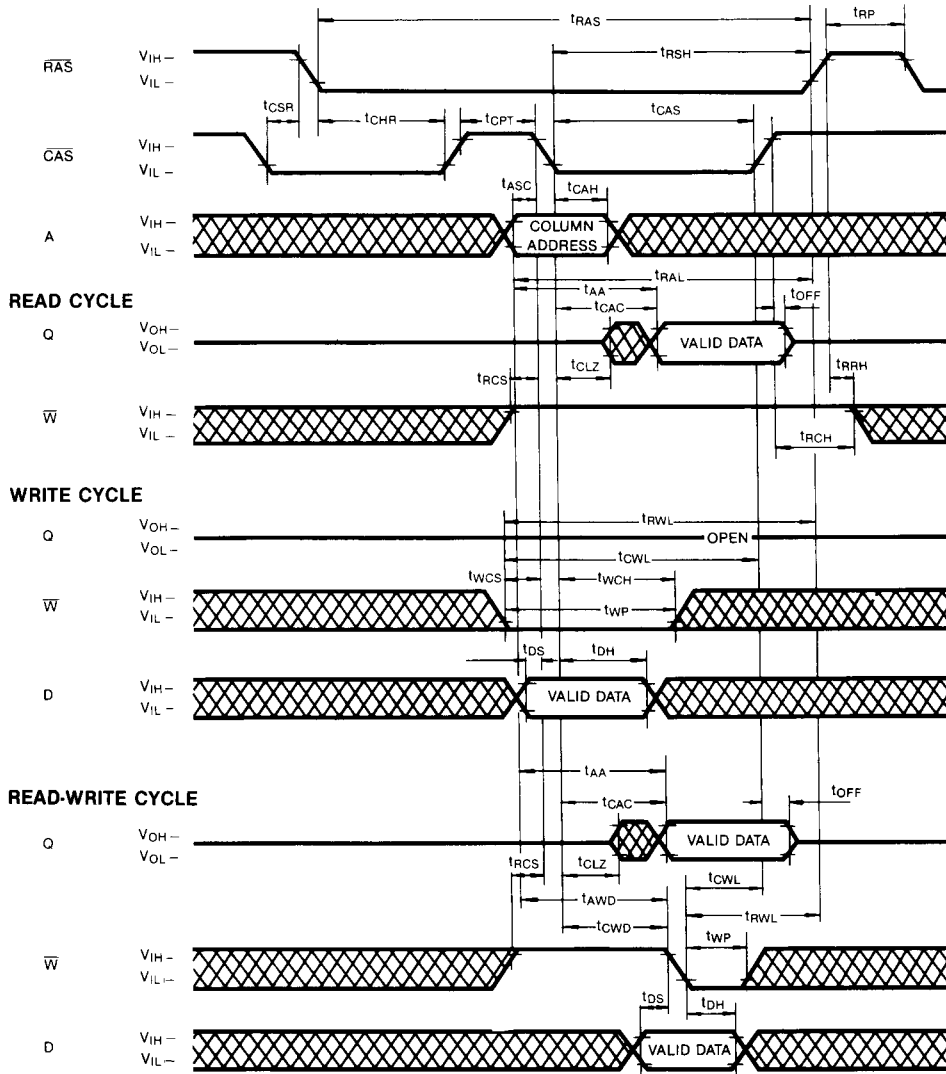 tRAS
tRP
RAS
VIH –
VIL –
tRSH
tCSR
tCHR
tCPT
tCAS
CAS
VIH –
VIL –
tASC
tCAH
A
VIH –
VIL –
COLUMN
ADDRESS
tRAL
READ CYCLE
tAA
tOFF
tCAC
Q
VOH –
VOL –
VALID DATA
tRCS
tCLZ
tRRH
W
VIH –
VIL –
tRCH
WRITE CYCLE
tRWL
Q
VOH –
VOL –
OPEN
tCWL
tWCS
tWCH
W
VIH –
VIL –
tWP
tDS
tDH
D
VIH –
VIL –
VALID DATA
tAA
READ-WRITE CYCLE
tCAC
tOFF
Q
VOH –
VOL –
VALID DATA
tRCS
tCLZ
tCWL
tAWD
tRWL
tCWD
tWP
W
VIH –
VIL –
tDS
tDH
D
VIH –
VIL –
VALID DATA